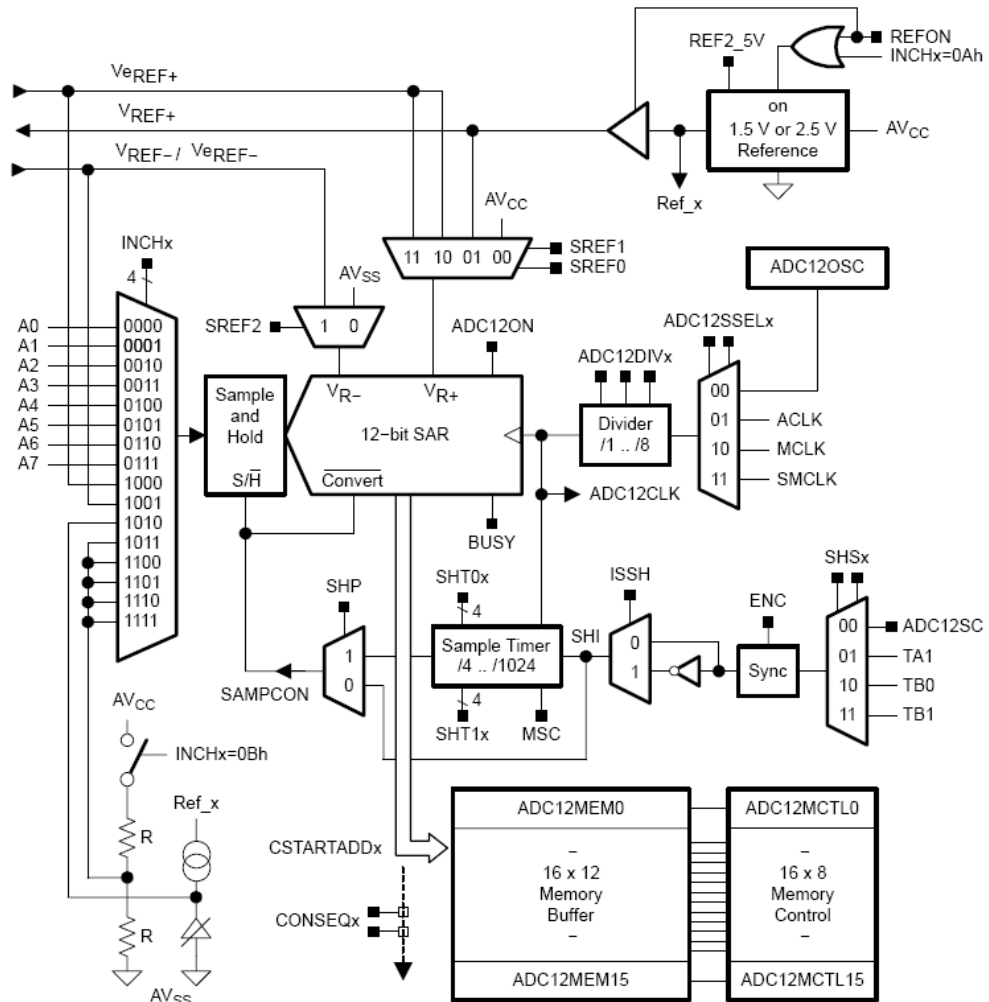 REF2_5V
REFON
INCHx=0Ah
VeREF+
VREF+
on
1.5 V or 2.5 V
Reference
AVCC
VREF− / VeREF−
Ref_x
AVCC
INCHx
4
11 10 01 00
SREF1
SREF0
ADC12OSC
AVSS
SREF2
1 0
ADC12ON
ADC12SSELx
ADC12DIVx
A0
A1
A2
A3
A4
A5
A6
A7
0000
0001
0010
0011
0100
0101
0110
0111
1000
1001
1010
1011
1100
1101
1110
1111
Sample
and
Hold
S/H
VR−
VR+
12−bit SAR
Convert
Divider
/1 .. /8
00
01
10
11
ACLK
MCLK
SMCLK
ADC12CLK
BUSY
SHP
SHT0x
4
ISSH
SHSx
ENC
1
0
SAMPCON
Sample Timer
/4 .. /1024
SHI
4
SHT1x
MSC
0
1
Sync
00
01
10
11
ADC12SC
TA1
TB0
TB1
AVCC
INCHx=0Bh
Ref_x
R
R
AVSS
CSTARTADDx
CONSEQx
ADC12MEM0
–
16 x 12
Memory
Buffer
–
ADC12MEM15
ADC12MCTL0
–
16 x 8
Memory
Control
–
ADC12MCTL15